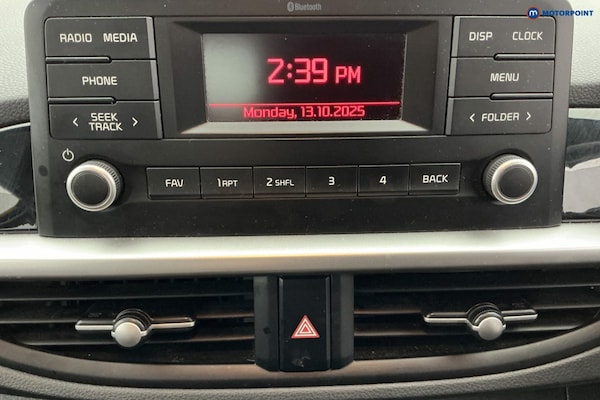 Bluetooth
MOTORPOINT
RADIO MEDIA
2:39 PM
DISP CLOCK
PHONE
MENU
Monday, 13.10.2025
< SEEK TRACK >
< FOLDER >
FAV
1 RPT
2 SHFL
3
4
BACK